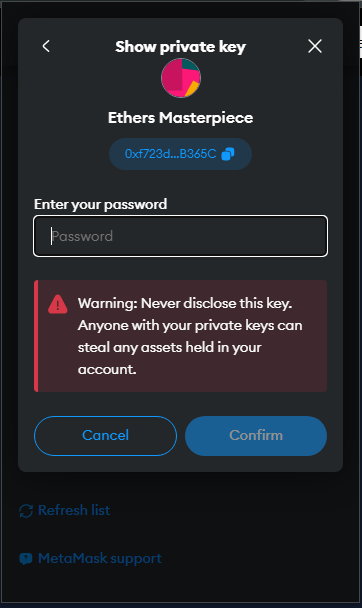 Show private key
Ethers Masterpiece
0xf723d...B365C
Enter your password
Password
Warning: Never disclose this key.
Anyone with your private keys can
steal any assets held in your
account.
Cancel
Confirm
Refresh list
MetaMask support